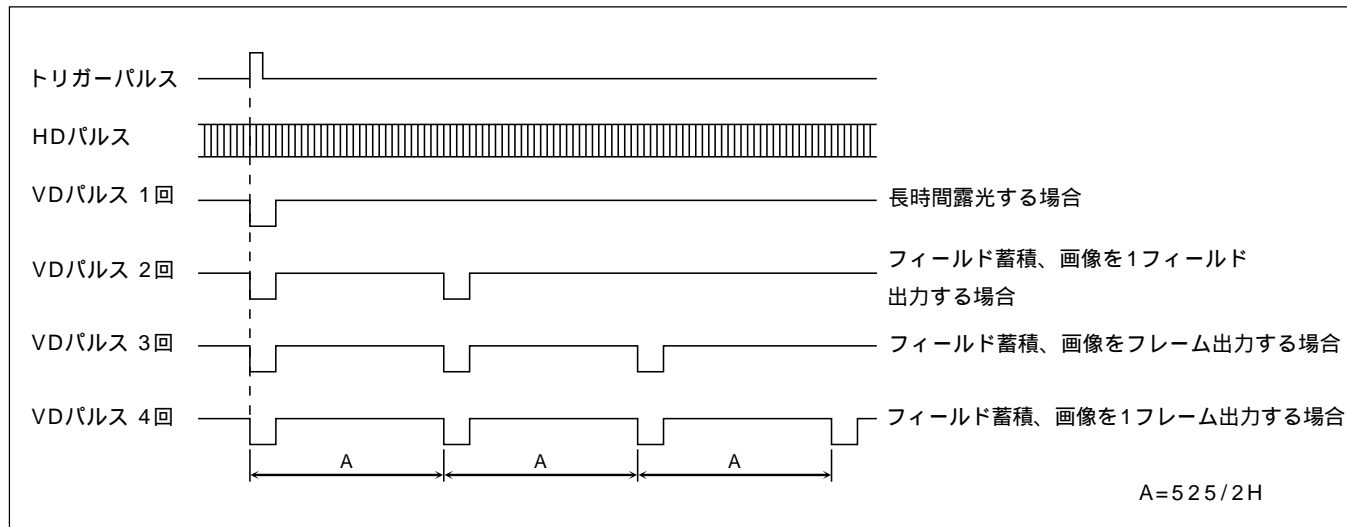 トリガーパルス
HDパルス
VDパルス 1回
長時間露光する場合
VDパルス 2回
フィールド蓄積、画像を1フィールド
出力する場合
VDパルス 3回
フィールド蓄積、画像をフレーム出力する場合
VDパルス 4回
フィールド蓄積、画像を1フレーム出力する場合
A A A
A=525/2H